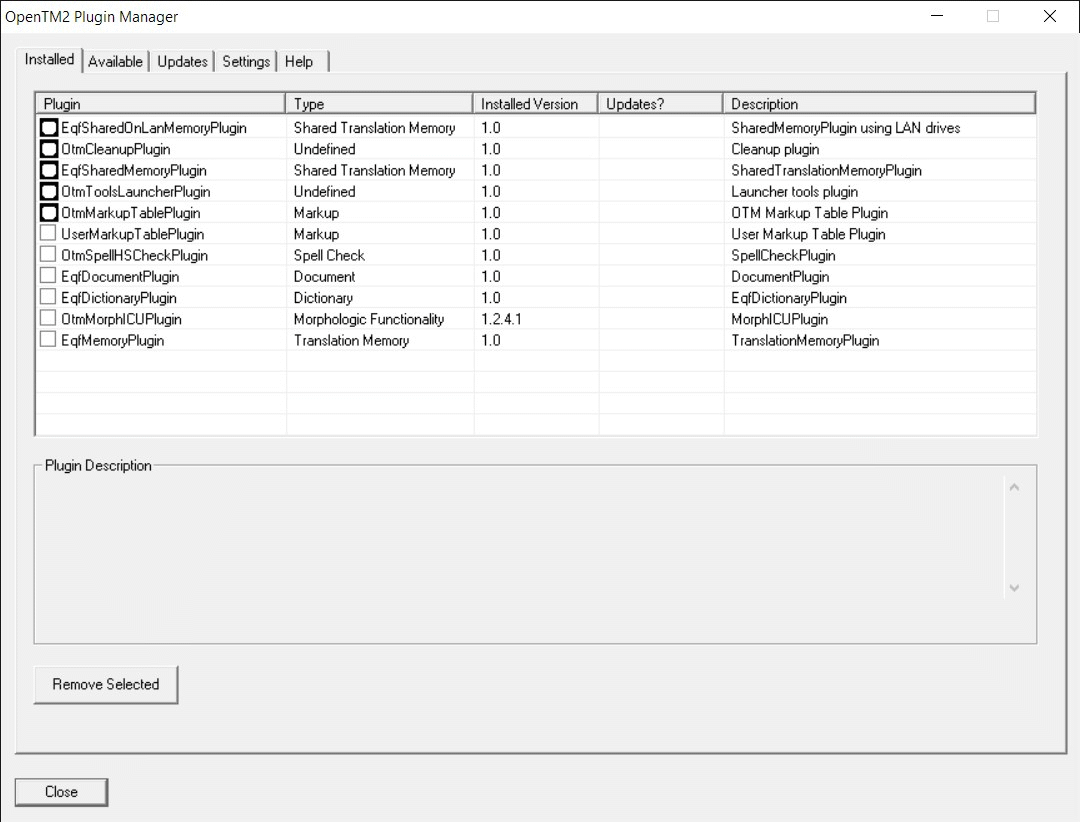 OpenTM2 Plugin Manager
Installed Available Updates Settings Help
Plugin Type Installed Version Updates? Description
EqfSharedOnLanMemoryPlugin Shared Translation Memory 1.0 SharedMemoryPlugin using LAN drives
OtmCleanupPlugin Undefined 1.0 Cleanup plugin
EqfSharedMemoryPlugin Shared Translation Memory 1.0 SharedTranslationMemoryPlugin
OtmToolsLauncherPlugin Undefined 1.0 Launcher tools plugin
OtmMarkupTablePlugin Markup 1.0 OTM Markup Table Plugin
UserMarkupTablePlugin Markup 1.0 User Markup Table Plugin
OtmSpellHSCheckPlugin Spell Check 1.0 SpellCheckPlugin
EqfDocumentPlugin Document 1.0 DocumentPlugin
EqfDictionaryPlugin Dictionary 1.0 EqfDictionaryPlugin
OtmMorphICUPlugin Morphologic Functionality 1.2.4.1 MorphICUPlugin
EqfMemoryPlugin Translation Memory 1.0 TranslationMemoryPlugin
Plugin Description
Remove Selected
Close